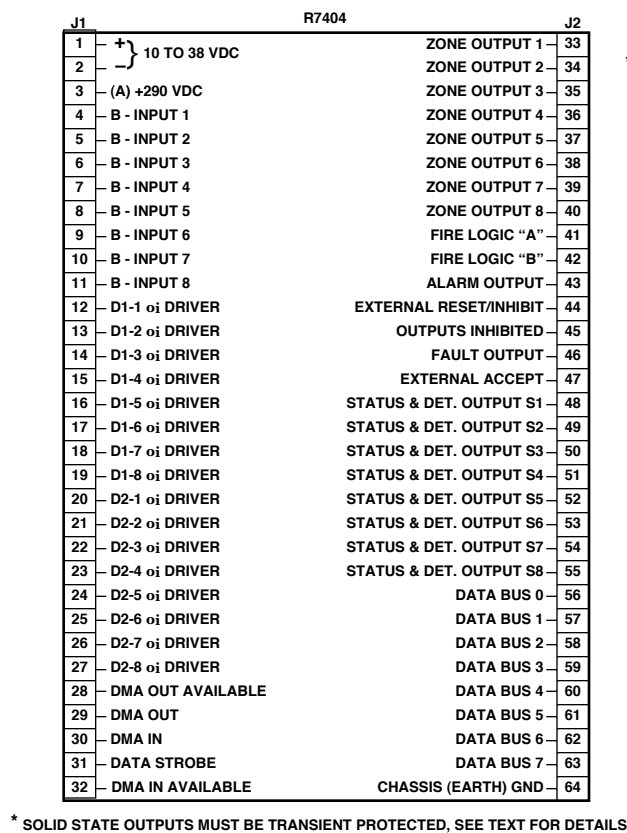 R7404
J1 J2
1 + } 10 TO 38 VDC ZONE OUTPUT 1 33
2 – ZONE OUTPUT 2 34
3 (A) +290 VDC ZONE OUTPUT 3 35
4 B - INPUT 1 ZONE OUTPUT 4 36
5 B - INPUT 2 ZONE OUTPUT 5 37
6 B - INPUT 3 ZONE OUTPUT 6 38
7 B - INPUT 4 ZONE OUTPUT 7 39
8 B - INPUT 5 ZONE OUTPUT 8 40
9 B - INPUT 6 FIRE LOGIC “A” 41
10 B - INPUT 7 FIRE LOGIC “B” 42
11 B - INPUT 8 ALARM OUTPUT 43
12 D1-1 oi DRIVER EXTERNAL RESET/INHIBIT 44
13 D1-2 oi DRIVER OUTPUTS INHIBITED 45
14 D1-3 oi DRIVER FAULT OUTPUT 46
15 D1-4 oi DRIVER EXTERNAL ACCEPT 47
16 D1-5 oi DRIVER STATUS & DET. OUTPUT S1 48
17 D1-6 oi DRIVER STATUS & DET. OUTPUT S2 49
18 D1-7 oi DRIVER STATUS & DET. OUTPUT S3 50
19 D1-8 oi DRIVER STATUS & DET. OUTPUT S4 51
20 D2-1 oi DRIVER STATUS & DET. OUTPUT S5 52
21 D2-2 oi DRIVER STATUS & DET. OUTPUT S6 53
22 D2-3 oi DRIVER STATUS & DET. OUTPUT S7 54
23 D2-4 oi DRIVER STATUS & DET. OUTPUT S8 55
24 D2-5 oi DRIVER DATA BUS 0 56
25 D2-6 oi DRIVER DATA BUS 1 57
26 D2-7 oi DRIVER DATA BUS 2 58
27 D2-8 oi DRIVER DATA BUS 3 59
28 DMA OUT AVAILABLE DATA BUS 4 60
29 DMA OUT DATA BUS 5 61
30 DMA IN DATA BUS 6 62
31 DATA STROBE DATA BUS 7 63
32 DMA IN AVAILABLE CHASSIS (EARTH) GND 64
* SOLID STATE OUTPUTS MUST BE TRANSIENT PROTECTED, SEE TEXT FOR DETAILS